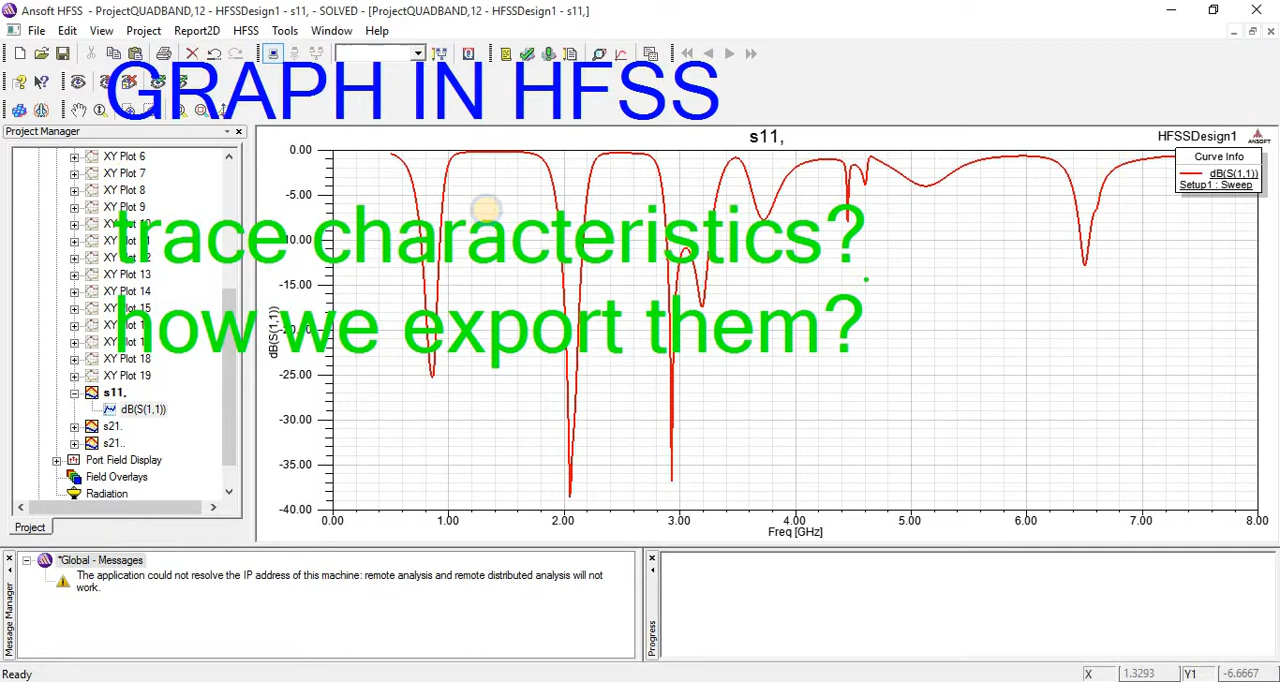 Ansoft HFSS - ProjectQUADBAND,12 - HFSSDesign1 - s11, - SOLVED - [ProjectQUADBAND,12 - HFSSDesign1 - s11,]
File Edit View Project Report2D HFSS Tools Window Help
GRAPH IN HFSS
trace characteristics?
how we export them?
Project Manager
XY Plot 6
XY Plot 7
XY Plot 8
XY Plot 9
XY Plot 13
XY Plot 14
XY Plot 18
XY Plot 19
s11,
dB(S(1,1))
s21.
s21..
Port Field Display
Field Overlays
Radiation
Project
s11,
HFSSDesign1
ANSOFT
Curve Info
dB(S(1,1))
Setup1 : Sweep
0.00
-5.00
-10.00
-15.00
-25.00
-30.00
-35.00
-40.00
dB(S(1,1))
0.00 1.00 2.00 3.00 4.00 5.00 6.00 7.00 8.00
Freq [GHz]
*Global - Messages
The application could not resolve the IP address of this machine: remote analysis and remote distributed analysis will not
work.
Message Manager
Progress
Ready
X 1.3293 Y1 -6.6667